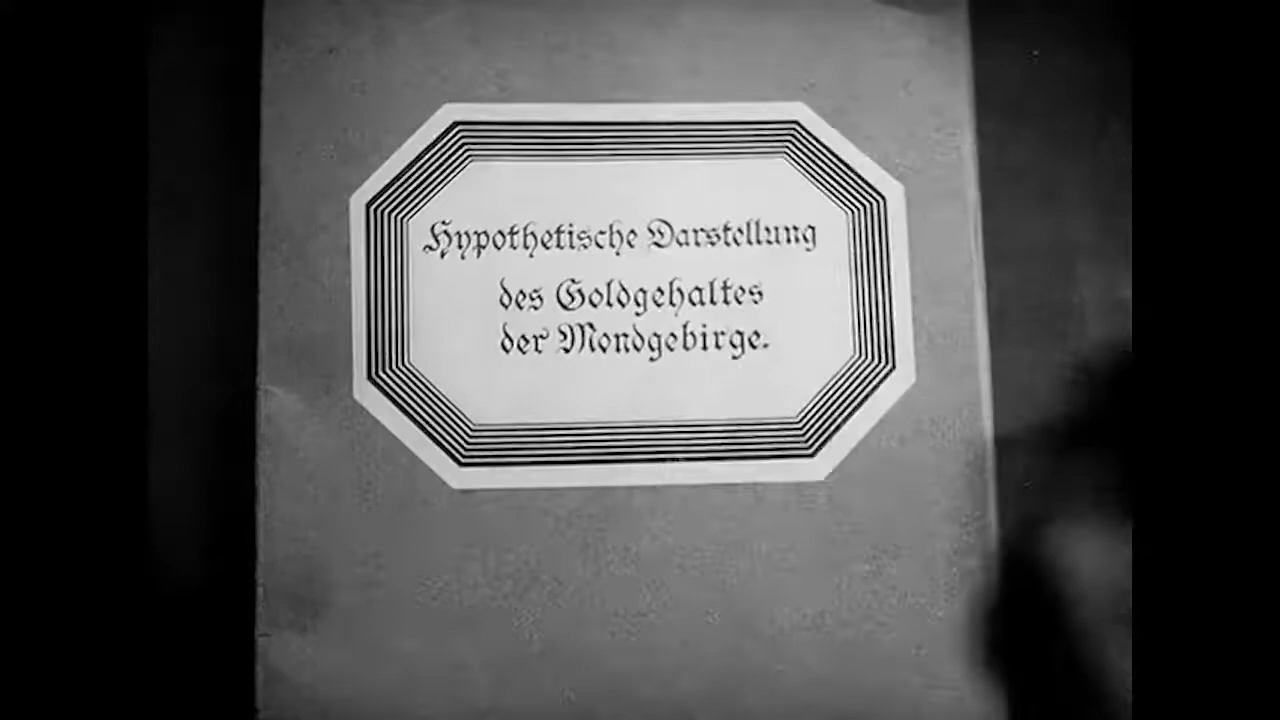 Hypothetische Darstellung
des Goldgehaltes
der Mondgebirge.